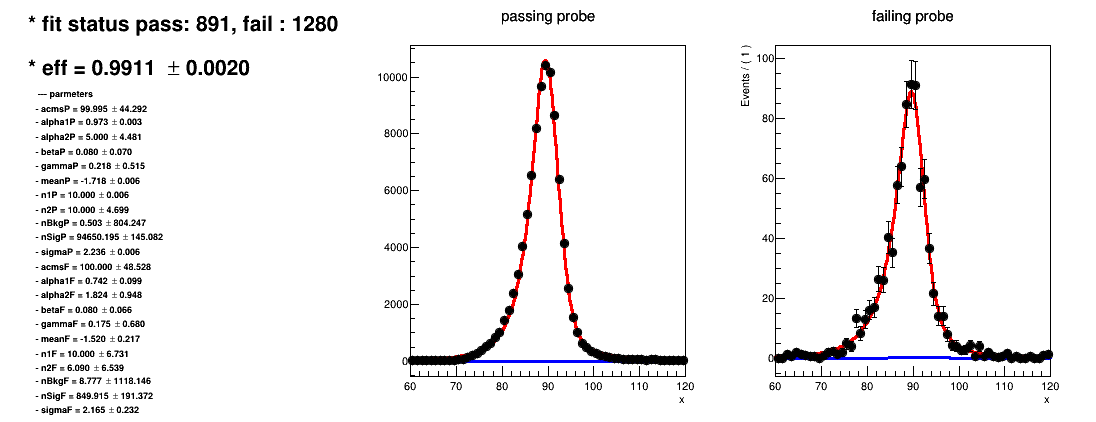 * fit status pass: 891, fail : 1280
* eff = 0.9911 ± 0.0020
--- parmeters
- acmsP = 99.995 ± 44.292
- alpha1P = 0.973 ± 0.003
- alpha2P = 5.000 ± 4.481
- betaP = 0.080 ± 0.070
- gammaP = 0.218 ± 0.515
- meanP = -1.718 ± 0.006
- n1P = 10.000 ± 0.006
- n2P = 10.000 ± 4.699
- nBkgP = 0.503 ± 804.247
- nSigP = 94650.195 ± 145.082
- sigmaP = 2.236 ± 0.006
- acmsF = 100.000 ± 48.528
- alpha1F = 0.742 ± 0.099
- alpha2F = 1.824 ± 0.948
- betaF = 0.080 ± 0.066
- gammaF = 0.175 ± 0.680
- meanF = -1.520 ± 0.217
- n1F = 10.000 ± 6.731
- n2F = 6.090 ± 6.539
- nBkgF = 8.777 ± 1118.146
- nSigF = 849.915 ± 191.372
- sigmaF = 2.165 ± 0.232
passing probe
10000
8000
6000
4000
2000
0
60 70 80 90 100 110 120
x
failing probe
Events / ( 1 )
100
80
60
40
20
0
60 70 80 90 100 110 120
x